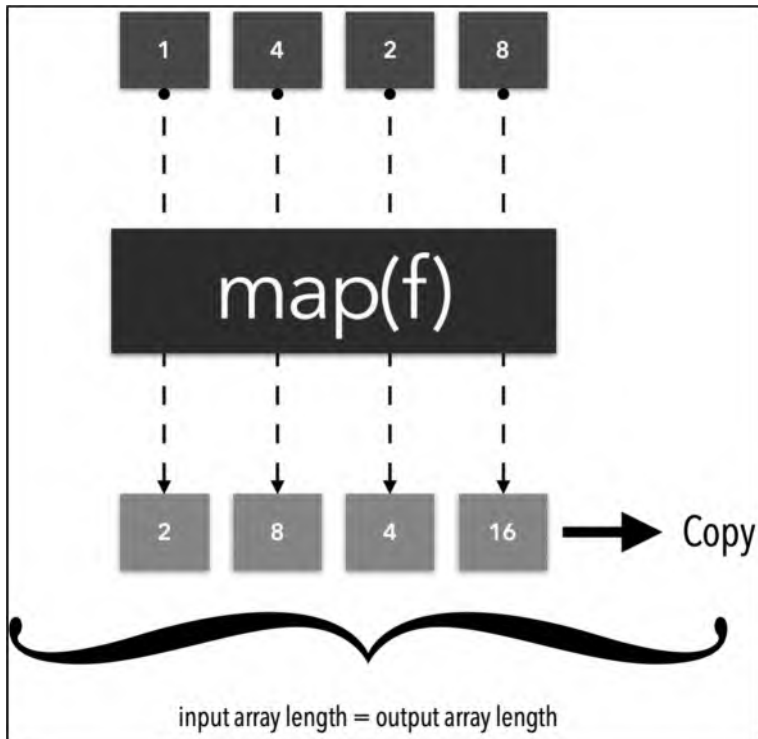 1 4 2 8
map(f)
2 8 4 16 Copy
input array length = output array length